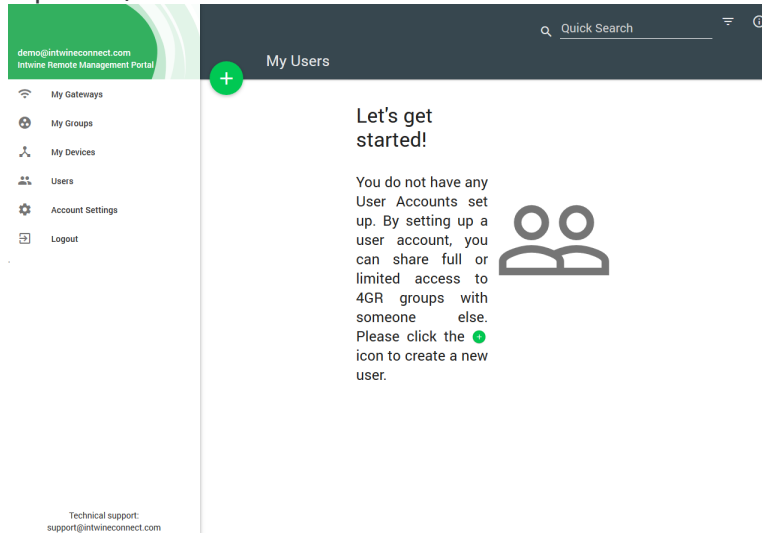 demo@intwineconnect.com
Intwine Remote Management Portal
My Gateways
My Groups
My Devices
Users
Account Settings
Logout
Technical support:
support@intwineconnect.com
Quick Search
My Users
Let's get
started!
You do not have any
User Accounts set
up. By setting up a
user account, you
can share full or
limited access to
4GR groups with
someone else.
Please click the
icon to create a new
user.